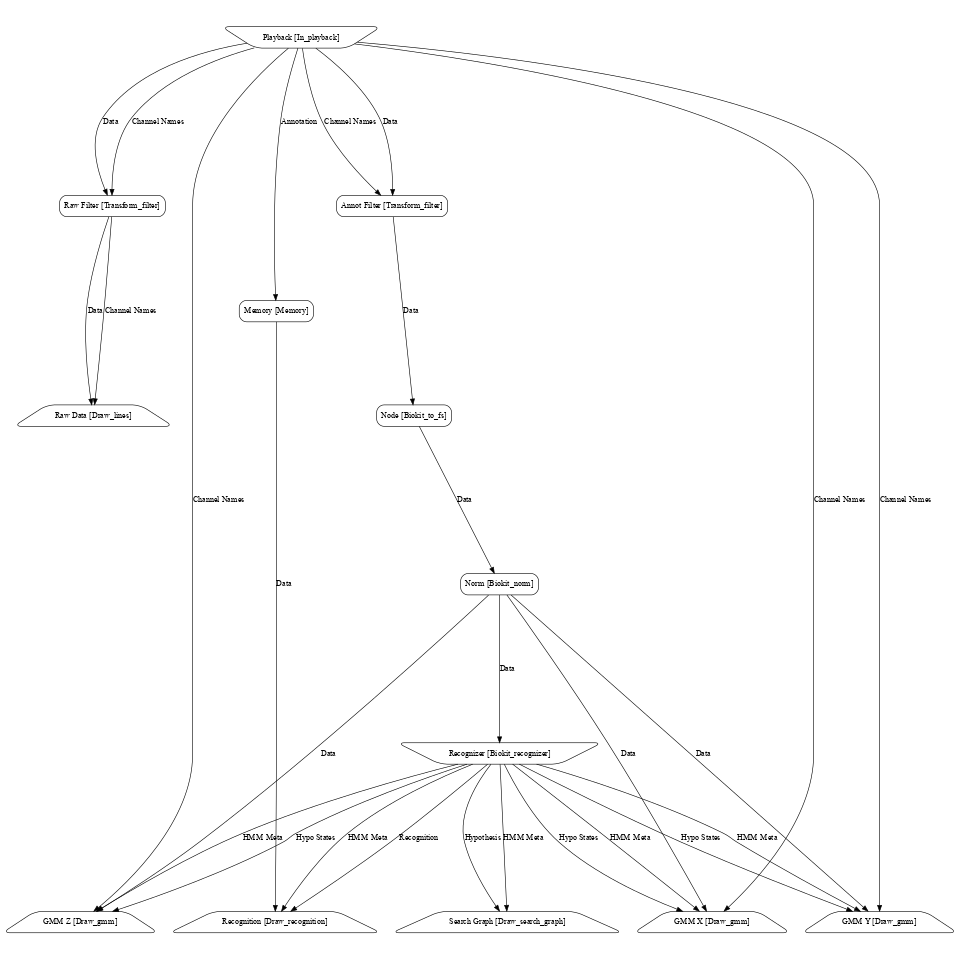 Playback [In_playback]
Data
Channel Names
Annotation
Channel Names
Data
Raw Filter [Transform_filter]
Annot Filter [Transform_filter]
Data
Channel Names
Memory [Memory]
Data
Raw Data [Draw_lines]
Node [Biokit_to_fs]
Channel Names
Data
Channel Names
Channel Names
Data
Norm [Biokit_norm]
Data
Data
Recognizer [Biokit_recognizer]
Data
Data
HMM Meta
Hypo States
HMM Meta
Recognition
Hypothesis
HMM Meta
Hypo States
HMM Meta
Hypo States
HMM Meta
GMM Z [Draw_gmm]
Recognition [Draw_recognition]
Search Graph [Draw_search_graph]
GMM X [Draw_gmm]
GMM Y [Draw_gmm]